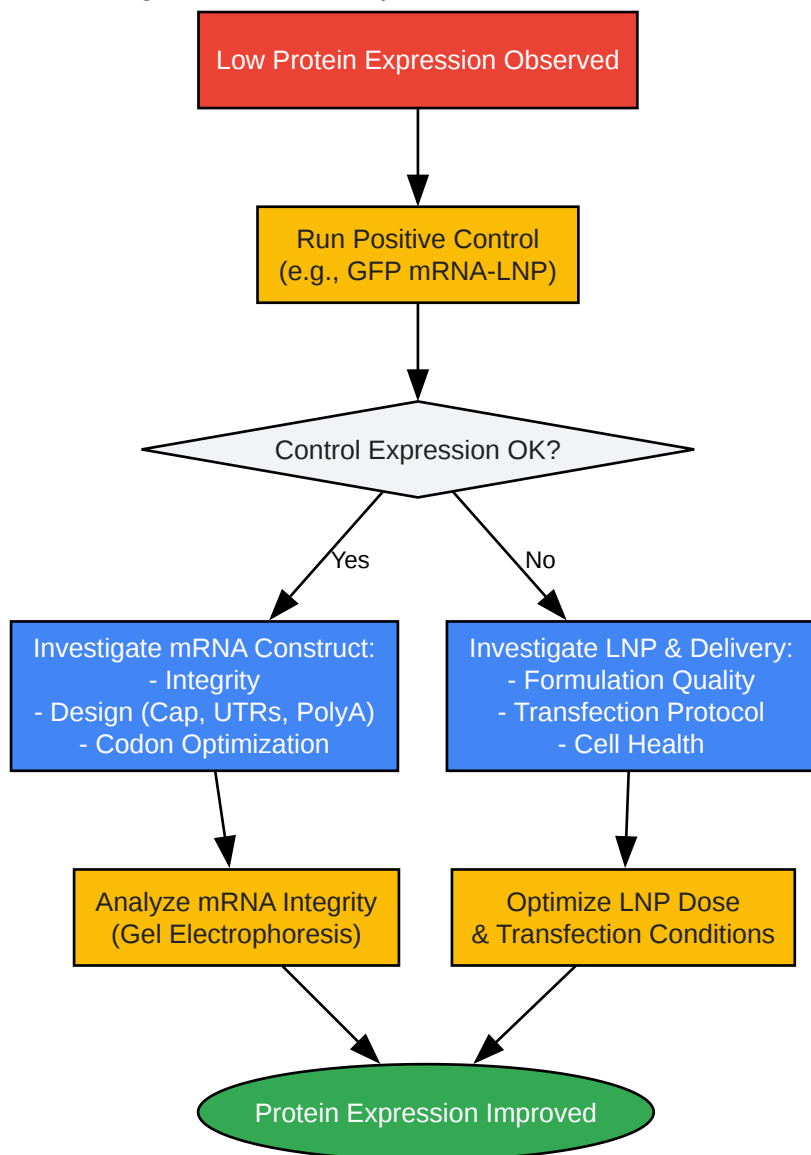 Low Protein Expression Observed
Run Positive Control
(e.g., GFP mRNA-LNP)
Control Expression OK?
Yes
No
Investigate mRNA Construct:
- Integrity
- Design (Cap, UTRs, PolyA)
- Codon Optimization
Investigate LNP & Delivery:
- Formulation Quality
- Transfection Protocol
- Cell Health
Analyze mRNA Integrity
(Gel Electrophoresis)
Optimize LNP Dose
& Transfection Conditions
Protein Expression Improved